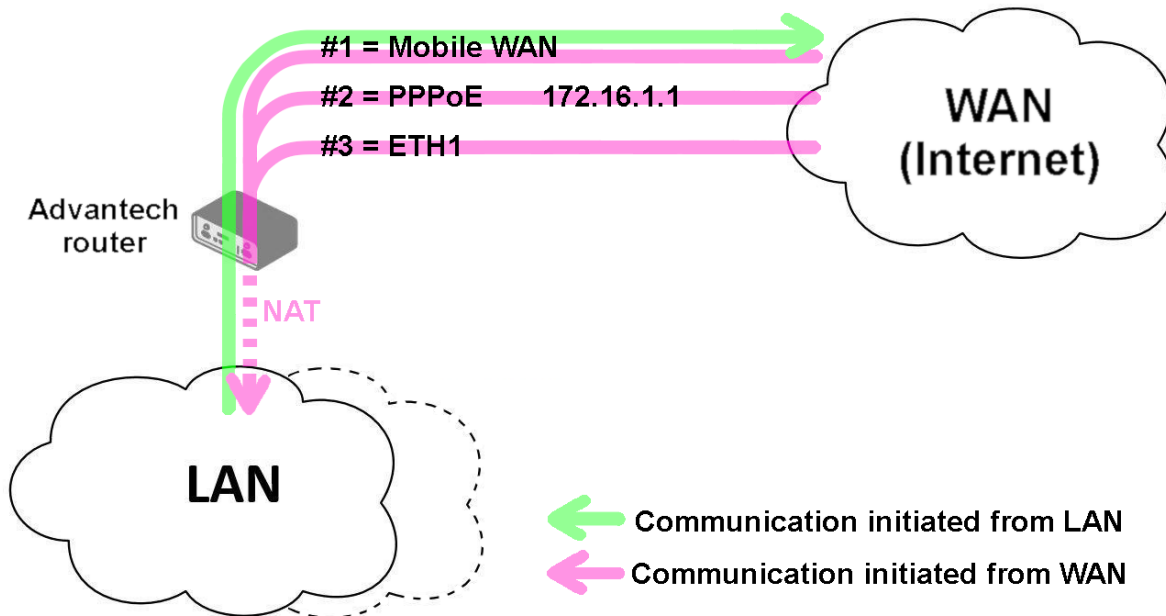 #1 = Mobile WAN
#2 = PPPoE 172.16.1.1
#3 = ETH1
WAN
(Internet)
Advantech
router
NAT
LAN
Communication initiated from LAN
Communication initiated from WAN